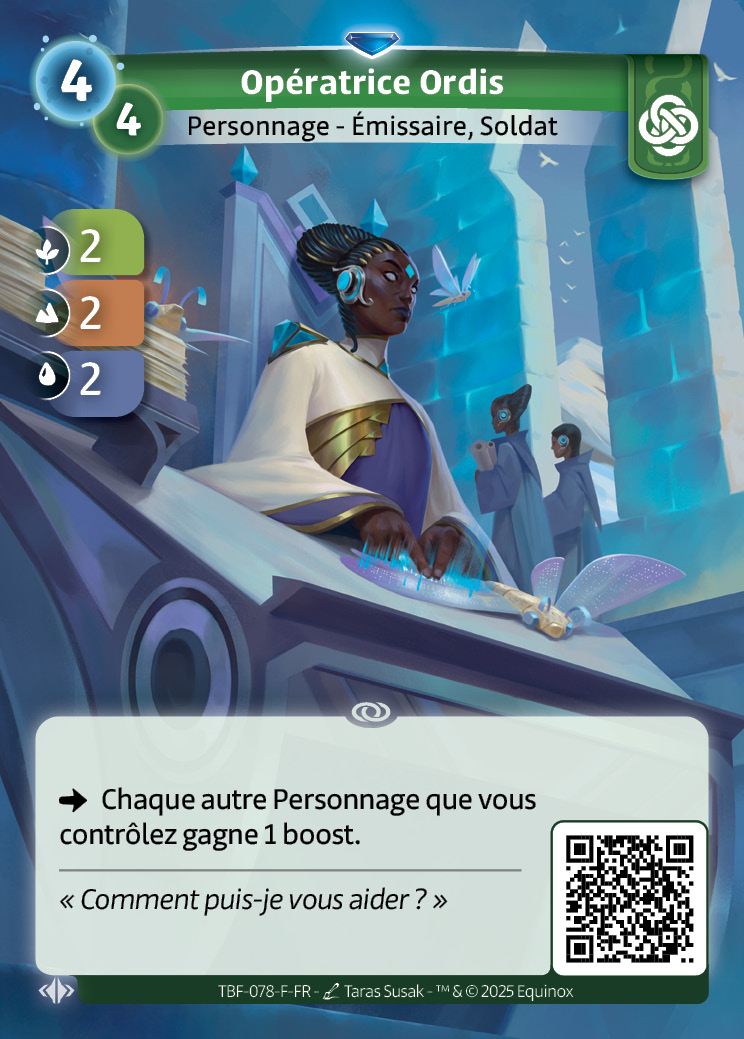 4
Opératrice Ordis
4
Personnage - Émissaire, Soldat
2
2
2
Chaque autre Personnage que vous
contrôlez gagne 1 boost.
« Comment puis-je vous aider ? »
TBF-078-F-FR - Taras Susak - ™ & © 2025 Equinox